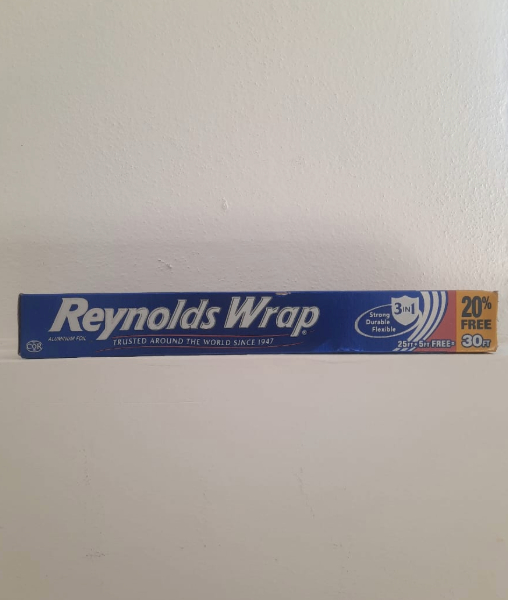 Reynolds Wrap®
ALUMINIUM FOIL
TRUSTED AROUND THE WORLD SINCE 1947
Strong
Durable
Flexible
3 IN 1
25FT + 5FT FREE=
20%
FREE
30FT